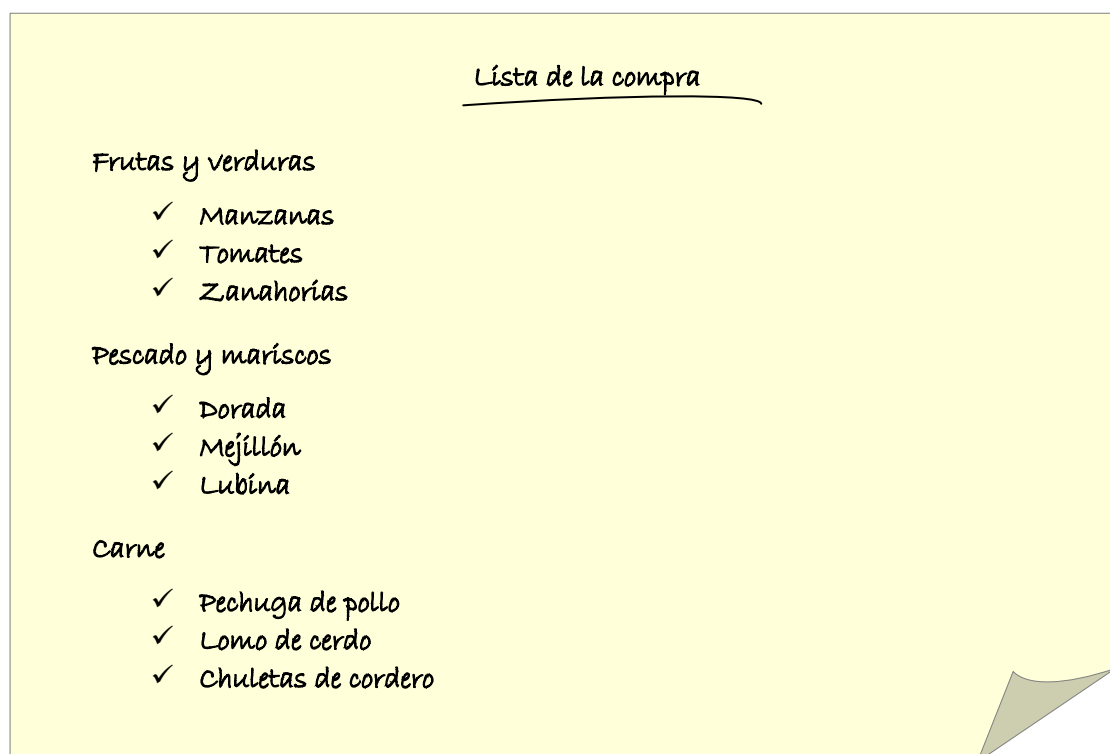 Lista de la compra
Frutas y verduras
✓ Manzanas
✓ Tomates
✓ Zanahorias
Pescado y mariscos
✓ Dorada
✓ Mejillón
✓ Lubina
Carne
✓ Pechuga de pollo
✓ Lomo de cerdo
✓ Chuletas de cordero